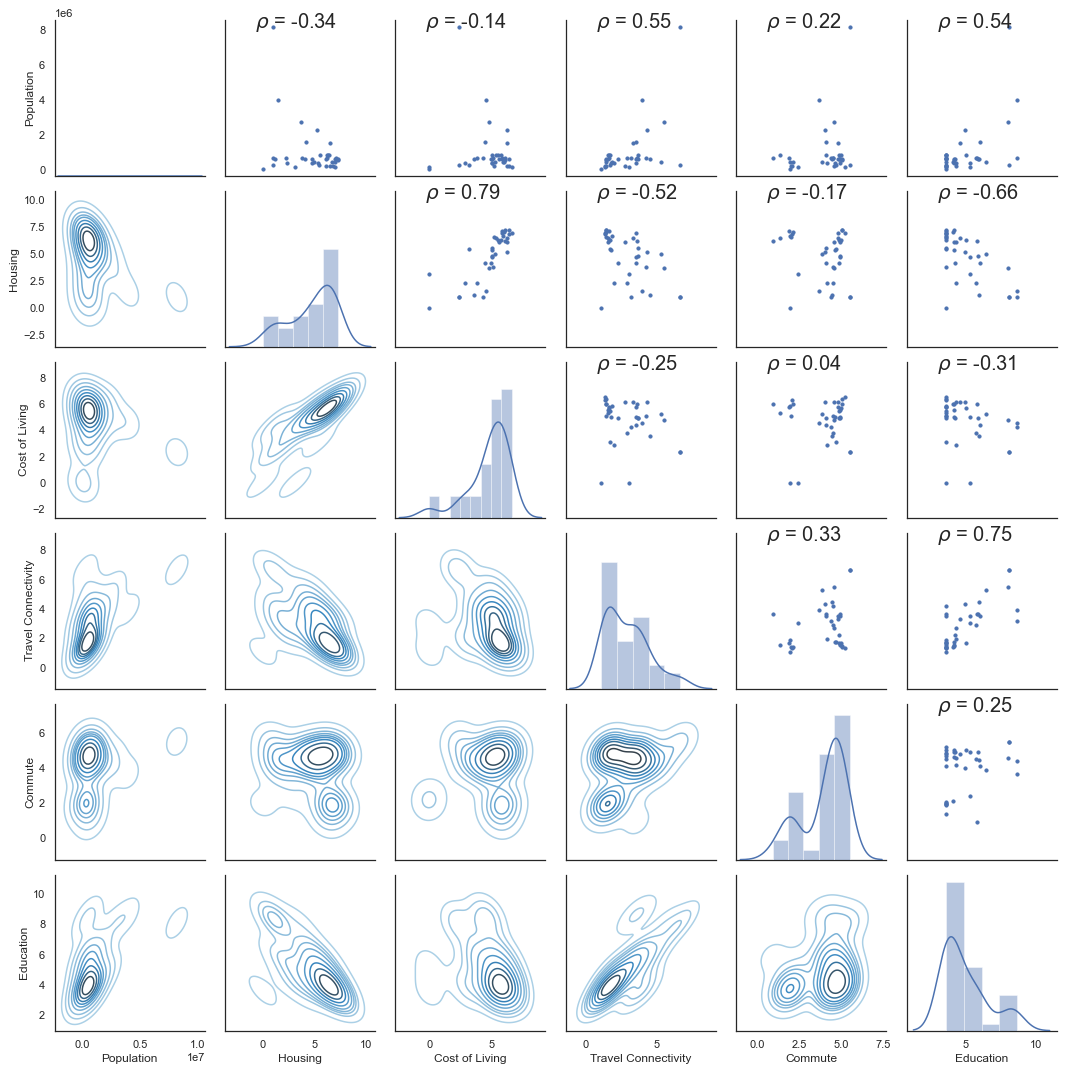 1e6
ρ = -0.34
ρ = -0.14
ρ = 0.55
ρ = 0.22
ρ = 0.54
8
6
4
2
0
Population
ρ = 0.79
ρ = -0.52
ρ = -0.17
ρ = -0.66
10.0
7.5
5.0
2.5
0.0
−2.5
Housing
ρ = -0.25
ρ = 0.04
ρ = -0.31
8
6
4
2
0
−2
Cost of Living
ρ = 0.33
ρ = 0.75
8
6
4
2
0
Travel Connectivity
ρ = 0.25
6
4
2
0
Commute
10
8
6
4
2
Education
0.0 0.5 1.0
1e7
Population
0 5 10
Housing
0 5
Cost of Living
0 5
Travel Connectivity
0.0 2.5 5.0 7.5
Commute
5 10
Education